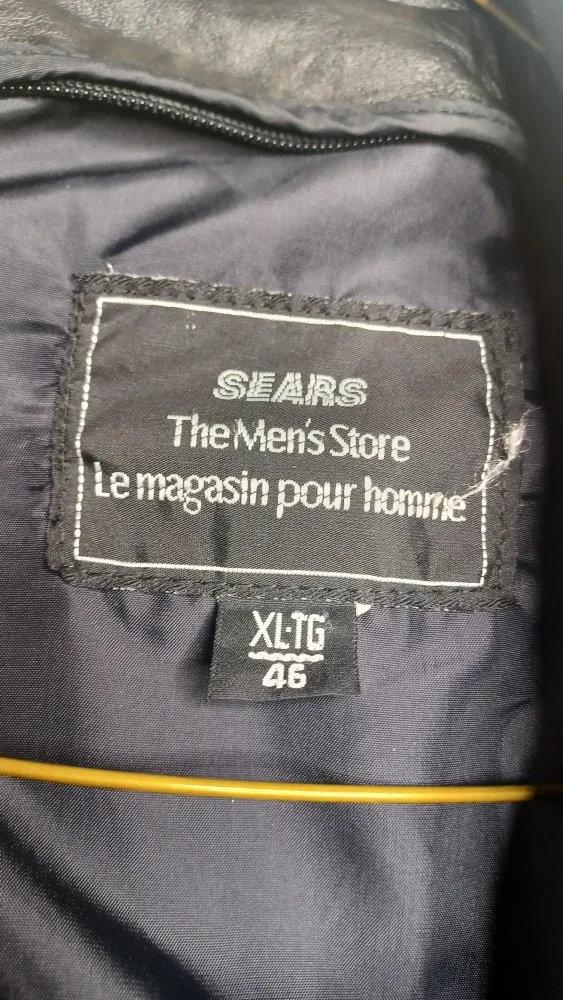 SEARS
The Men's Store
Le magasin pour homme
XL·TG
46